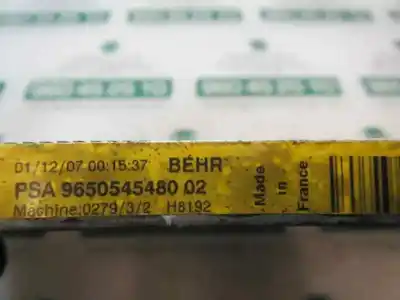 01/12/07 00:15:37 BEHR
PSA 9650545480 02
Machine:0279/3/2 H8192
Made
in
France